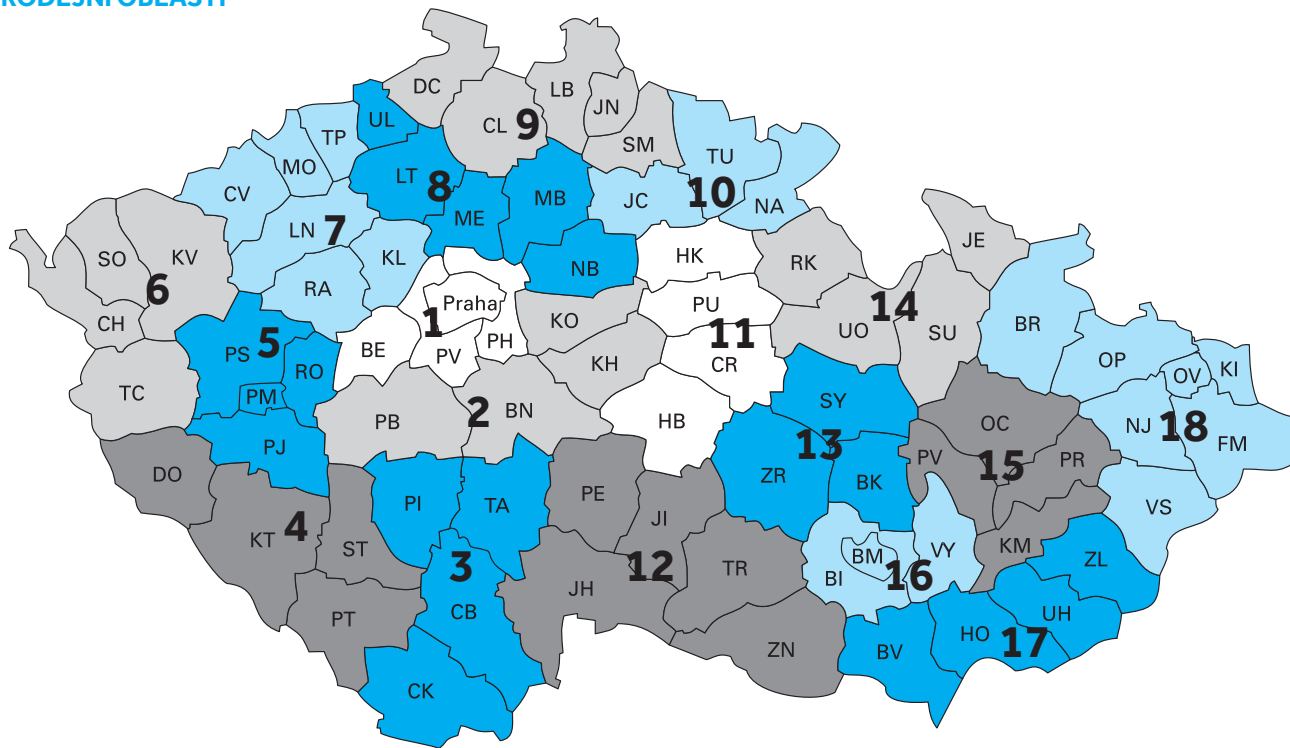 RODEJNÍ OBLASTI
DC
LB
JN
UL
CL
9
TP
SM
MO
TU
LT
8
CV
10
MB
JC
NA
ME
LN
7
JE
HK
SO
KV
KL
RK
NB
6
RA
Praha
PU
14
CH
1
KO
UO
SU
BR
11
5
PS
BE
PV
PH
KH
CR
OP
RO
KI
OV
TC
PM
SY
PB
2
BN
HB
OC
NJ
18
13
FM
PJ
PV
15
PR
DO
ZR
BK
PI
TA
PE
VS
4
KT
ST
JI
KM
3
12
TR
BM
VY
BI
16
ZL
JH
CB
PT
UH
HO
17
ZN
BV
CK